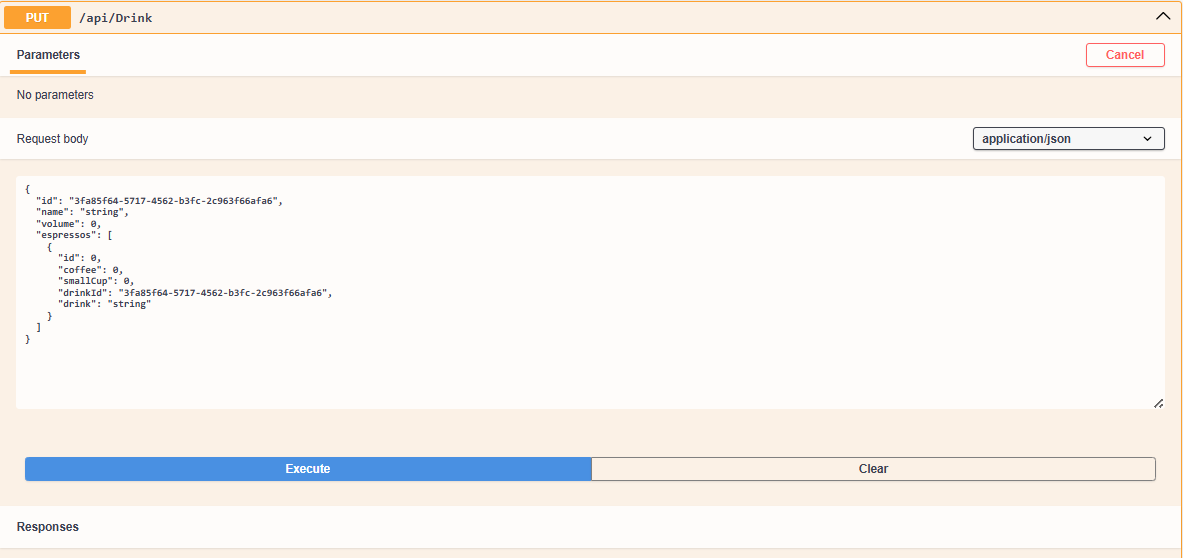 PUT /api/Drink
Parameters Cancel
No parameters
Request body application/json
{
  "id": "3fa85f64-5717-4562-b3fc-2c963f66afa6",
  "name": "string",
  "volume": 0,
  "espressos": [
    {
      "id": 0,
      "coffee": 0,
      "smallCup": 0,
      "drinkId": "3fa85f64-5717-4562-b3fc-2c963f66afa6",
      "drink": "string"
    }
  ]
}
Execute Clear
Responses